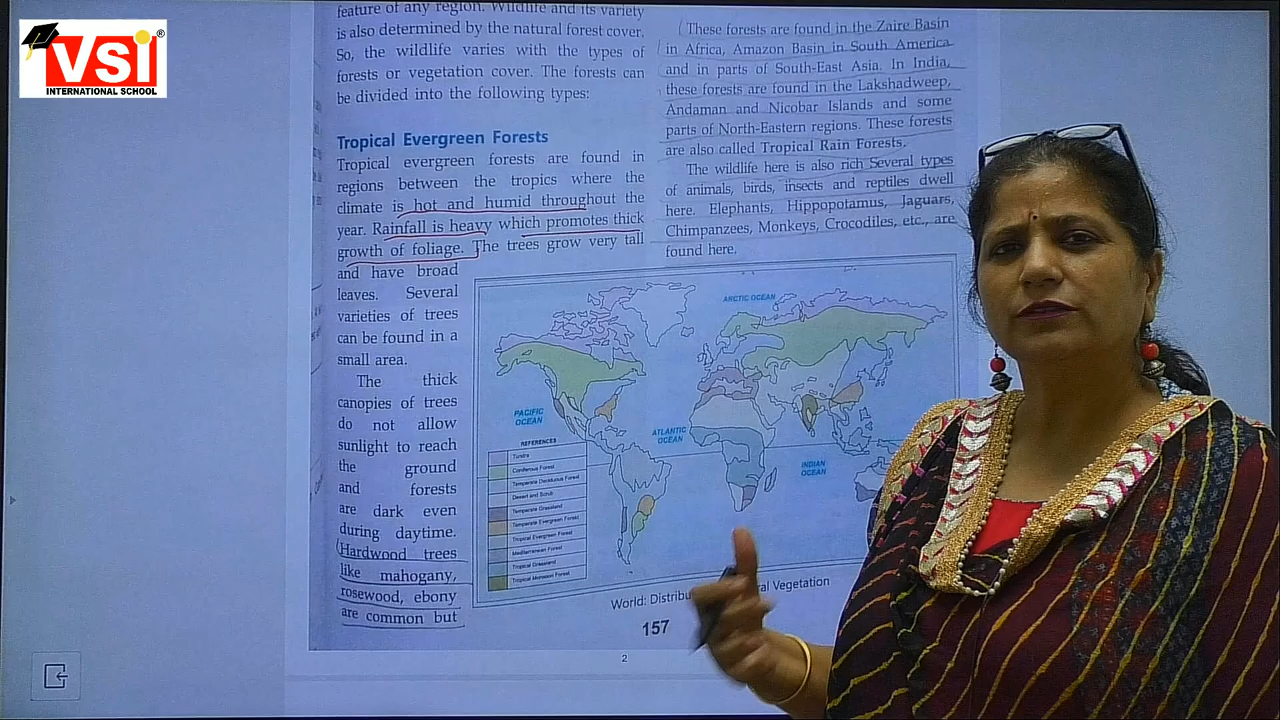 VSI
INTERNATIONAL SCHOOL
feature of any region. Wildlife and its variety
is also determined by the natural forest cover.
So, the wildlife varies with the types of
forests or vegetation cover. The forests can
be divided into the following types:
Tropical Evergreen Forests
Tropical evergreen forests are found in
regions between the tropics where the
climate is hot and humid throughout the
year. Rainfall is heavy which promotes thick
growth of foliage. The trees grow very tall
and have broad
leaves. Several
varieties of trees
can be found in a
small area.
The thick
canopies of trees
do not allow
sunlight to reach
the ground
and forests
are dark even
during daytime.
Hardwood trees
like mahogany,
rosewood, ebony
are common but
These forests are found in the Zaire Basin
in Africa, Amazon Basin in South America
and in parts of South-East Asia. In India,
these forests are found in the Lakshadweep,
Andaman and Nicobar Islands and some
parts of North-Eastern regions. These forests
are also called Tropical Rain Forests.
The wildlife here is also rich Several types
of animals, birds, insects and reptiles dwell
here. Elephants, Hippopotamus, Jaguars,
Chimpanzees, Monkeys, Crocodiles, etc., are
found here.
ARCTIC OCEAN
PACIFIC
OCEAN
ATLANTIC
OCEAN
INDIAN
OCEAN
REFERENCES
Tundra
Coniferous Forest
Temperate Deciduous Forest
Desert and Scrub
Temperate Grassland
Temperate Evergreen Forest
Tropical Evergreen Forest
Mediterranean Forest
Tropical Grassland
Tropical Monsoon Forest
World: Vegetation
157
2